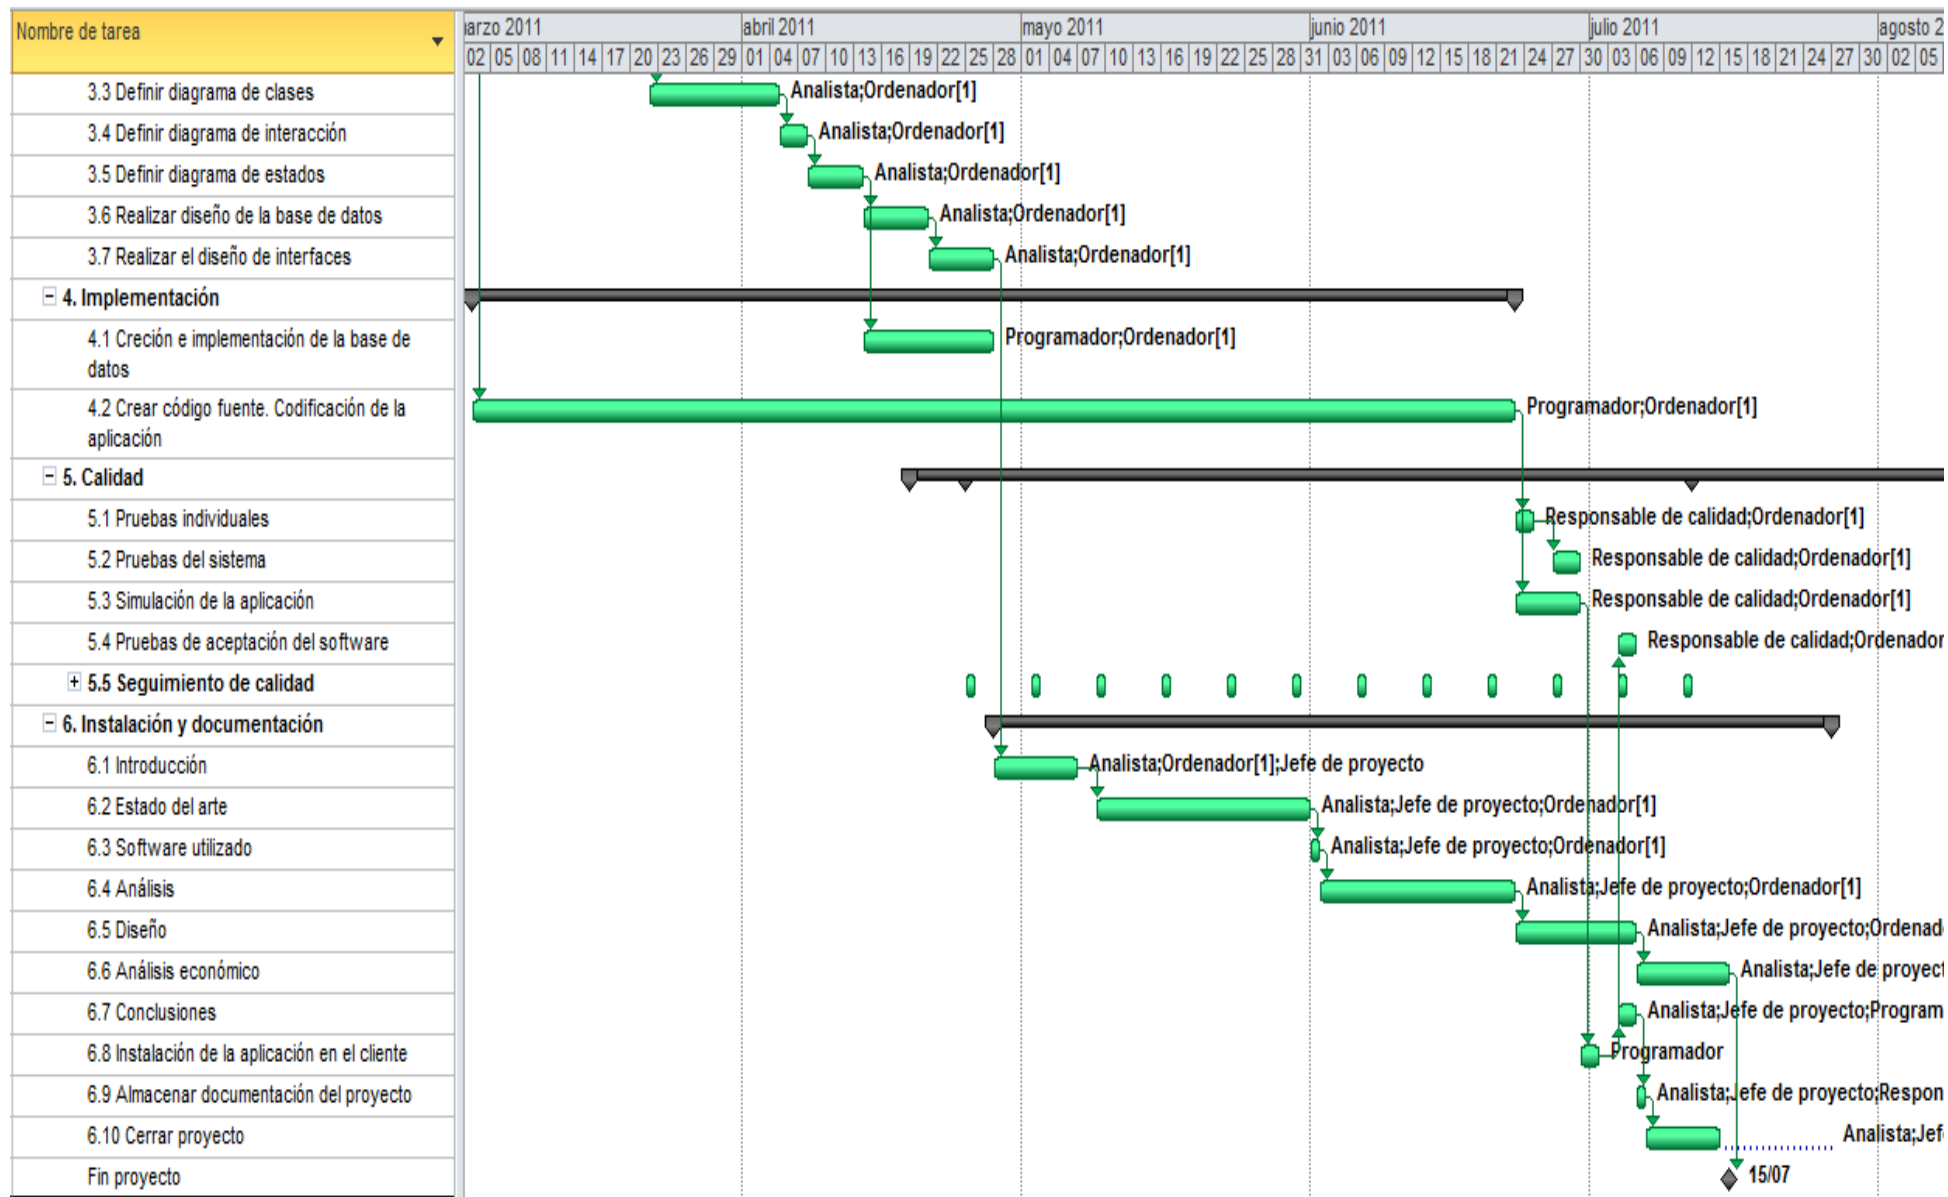 Nombre de tarea
arzo 2011 abril 2011 mayo 2011 junio 2011 julio 2011 agosto 2
02 05 08 11 14 17 20 23 26 29 01 04 07 10 13 16 19 22 25 28 01 04 07 10 13 16 19 22 25 28 31 03 06 09 12 15 18 21 24 27 30 03 06 09 12 15 18 21 24 27 30 02 05
3.3 Definir diagrama de clases Analista;Ordenador[1]
3.4 Definir diagrama de interacción Analista;Ordenador[1]
3.5 Definir diagrama de estados Analista;Ordenador[1]
3.6 Realizar diseño de la base de datos Analista;Ordenador[1]
3.7 Realizar el diseño de interfaces Analista;Ordenador[1]
4. Implementación
4.1 Creción e implementación de la base de Programador;Ordenador[1]
datos
4.2 Crear código fuente. Codificación de la Programador;Ordenador[1]
aplicación
5. Calidad
5.1 Pruebas individuales Responsable de calidad;Ordenador[1]
5.2 Pruebas del sistema Responsable de calidad;Ordenador[1]
5.3 Simulación de la aplicación Responsable de calidad;Ordenador[1]
5.4 Pruebas de aceptación del software Responsable de calidad;Ordenador
5.5 Seguimiento de calidad
6. Instalación y documentación
6.1 Introducción Analista;Ordenador[1];Jefe de proyecto
6.2 Estado del arte Analista;Jefe de proyecto;Ordenador[1]
6.3 Software utilizado Analista;Jefe de proyecto;Ordenador[1]
6.4 Análisis Analista;Jefe de proyecto;Ordenador[1]
6.5 Diseño Analista;Jefe de proyecto;Ordenad
6.6 Análisis económico Analista;Jefe de proyect
6.7 Conclusiones Analista;Jefe de proyecto;Program
6.8 Instalación de la aplicación en el cliente Programador
6.9 Almacenar documentación del proyecto Analista;Jefe de proyecto;Respon
6.10 Cerrar proyecto Analista;Jef
Fin proyecto 15/07